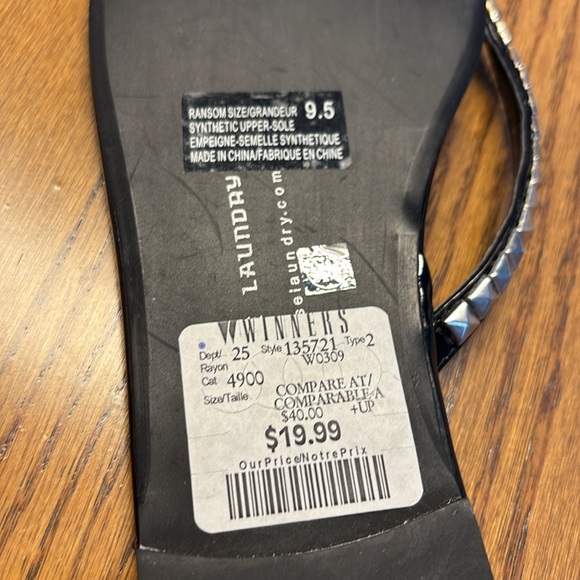 RANSOM SIZE/GRANDEUR 9.5
SYNTHETIC UPPER-SOLE
EMPEIGNE-SEMELLE SYNTHETIQUE
MADE IN CHINA/FABRIQUE EN CHINE
LAUNDRY
elaundry.com
WINNERS
Dept/ Rayon 25 Style 135721 Type 2
W0309
Cat 4900
Size/Taille
COMPARE AT/
COMPARABLE A
$40.00 +UP
$19.99
OurPrice/NotrePrix